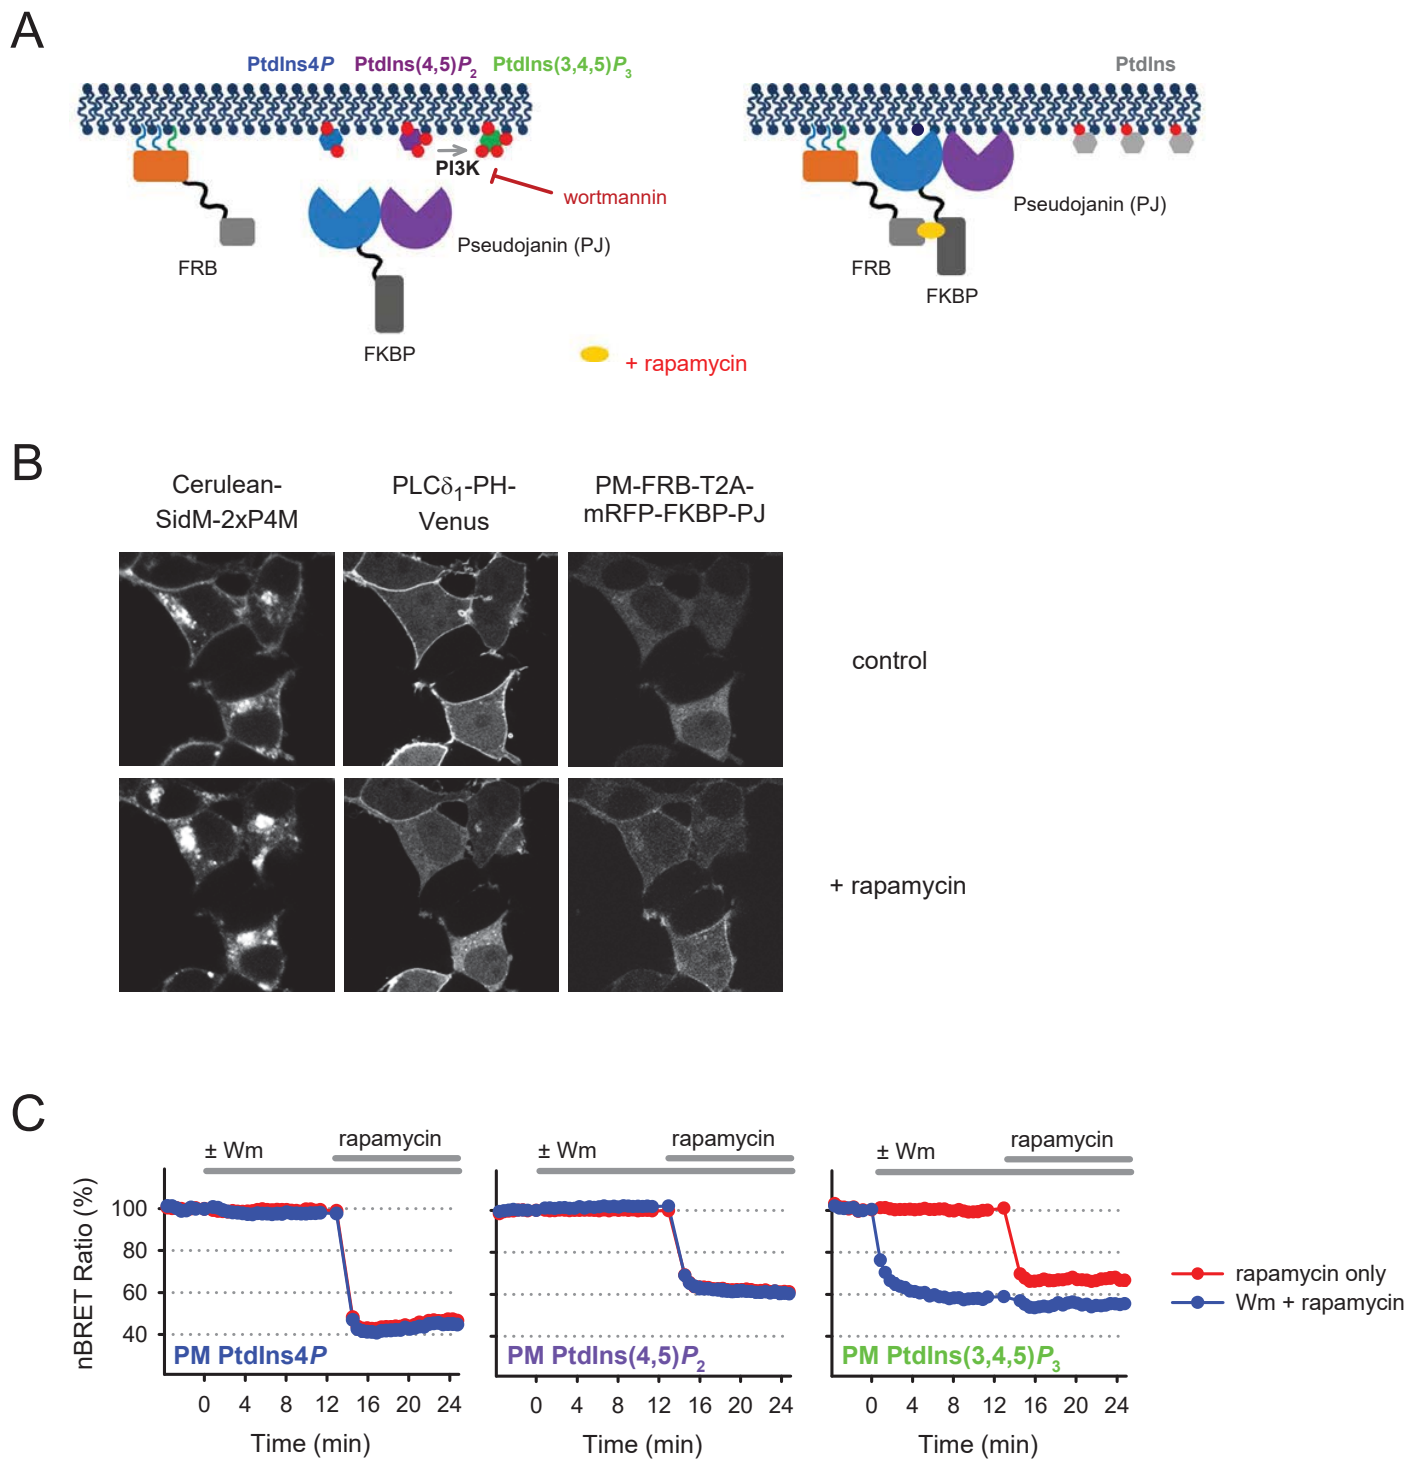 A
PtdIns4P PtdIns(4,5)P2 PtdIns(3,4,5)P3
PtdIns
PI3K
wortmannin
Pseudojanin (PJ)
Pseudojanin (PJ)
FRB
FRB
FKBP
FKBP
+ rapamycin
B
Cerulean-
SidM-2xP4M
PLCδ1-PH-
Venus
PM-FRB-T2A-
mRFP-FKBP-PJ
control
+ rapamycin
C
± Wm
rapamycin
± Wm
rapamycin
± Wm
rapamycin
nBRET Ratio (%)
100
80
60
40
PM PtdIns4P
PM PtdIns(4,5)P2
PM PtdIns(3,4,5)P3
rapamycin only
Wm + rapamycin
0 4 8 12 16 20 24
0 4 8 12 16 20 24
0 4 8 12 16 20 24
Time (min)
Time (min)
Time (min)